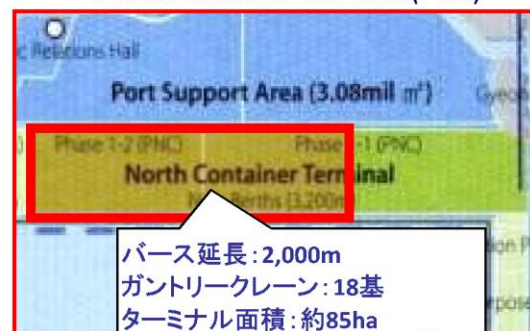 Relations Hall
Port Support Area (3.08mil ㎡)
Phase 1-2 (PNC)
Phase -1 (PNC)
North Container Terminal
Berths (3,200m
バース延長:2,000m
ガントリークレーン:18基
ターミナル面積:約85ha